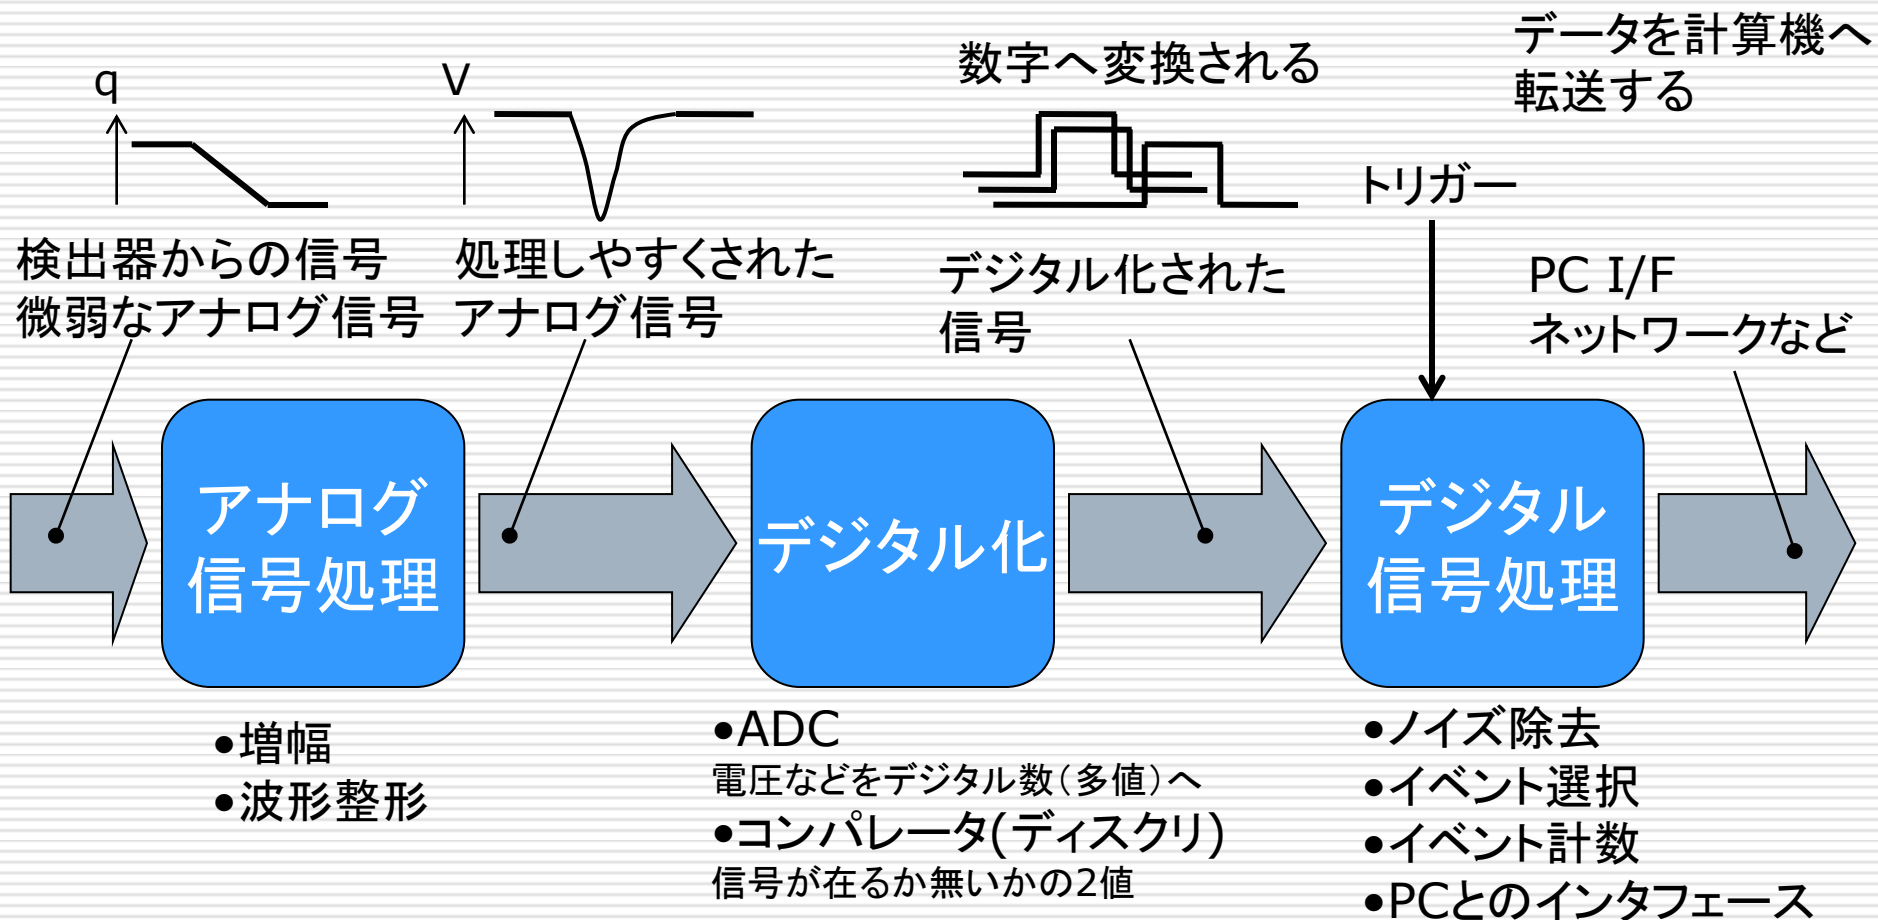 q
検出器からの信号
微弱なアナログ信号
V
処理しやすくされた
アナログ信号
数字へ変換される
デジタル化された
信号
トリガー
データを計算機へ
転送する
PC I/F
ネットワークなど
アナログ
信号処理
デジタル化
デジタル
信号処理
•増幅
•波形整形
•ADC
電圧などをデジタル数(多値)へ
•コンパレータ(ディスクリ)
信号が在るか無いかの2値
•ノイズ除去
•イベント選択
•イベント計数
•PCとのインタフェース